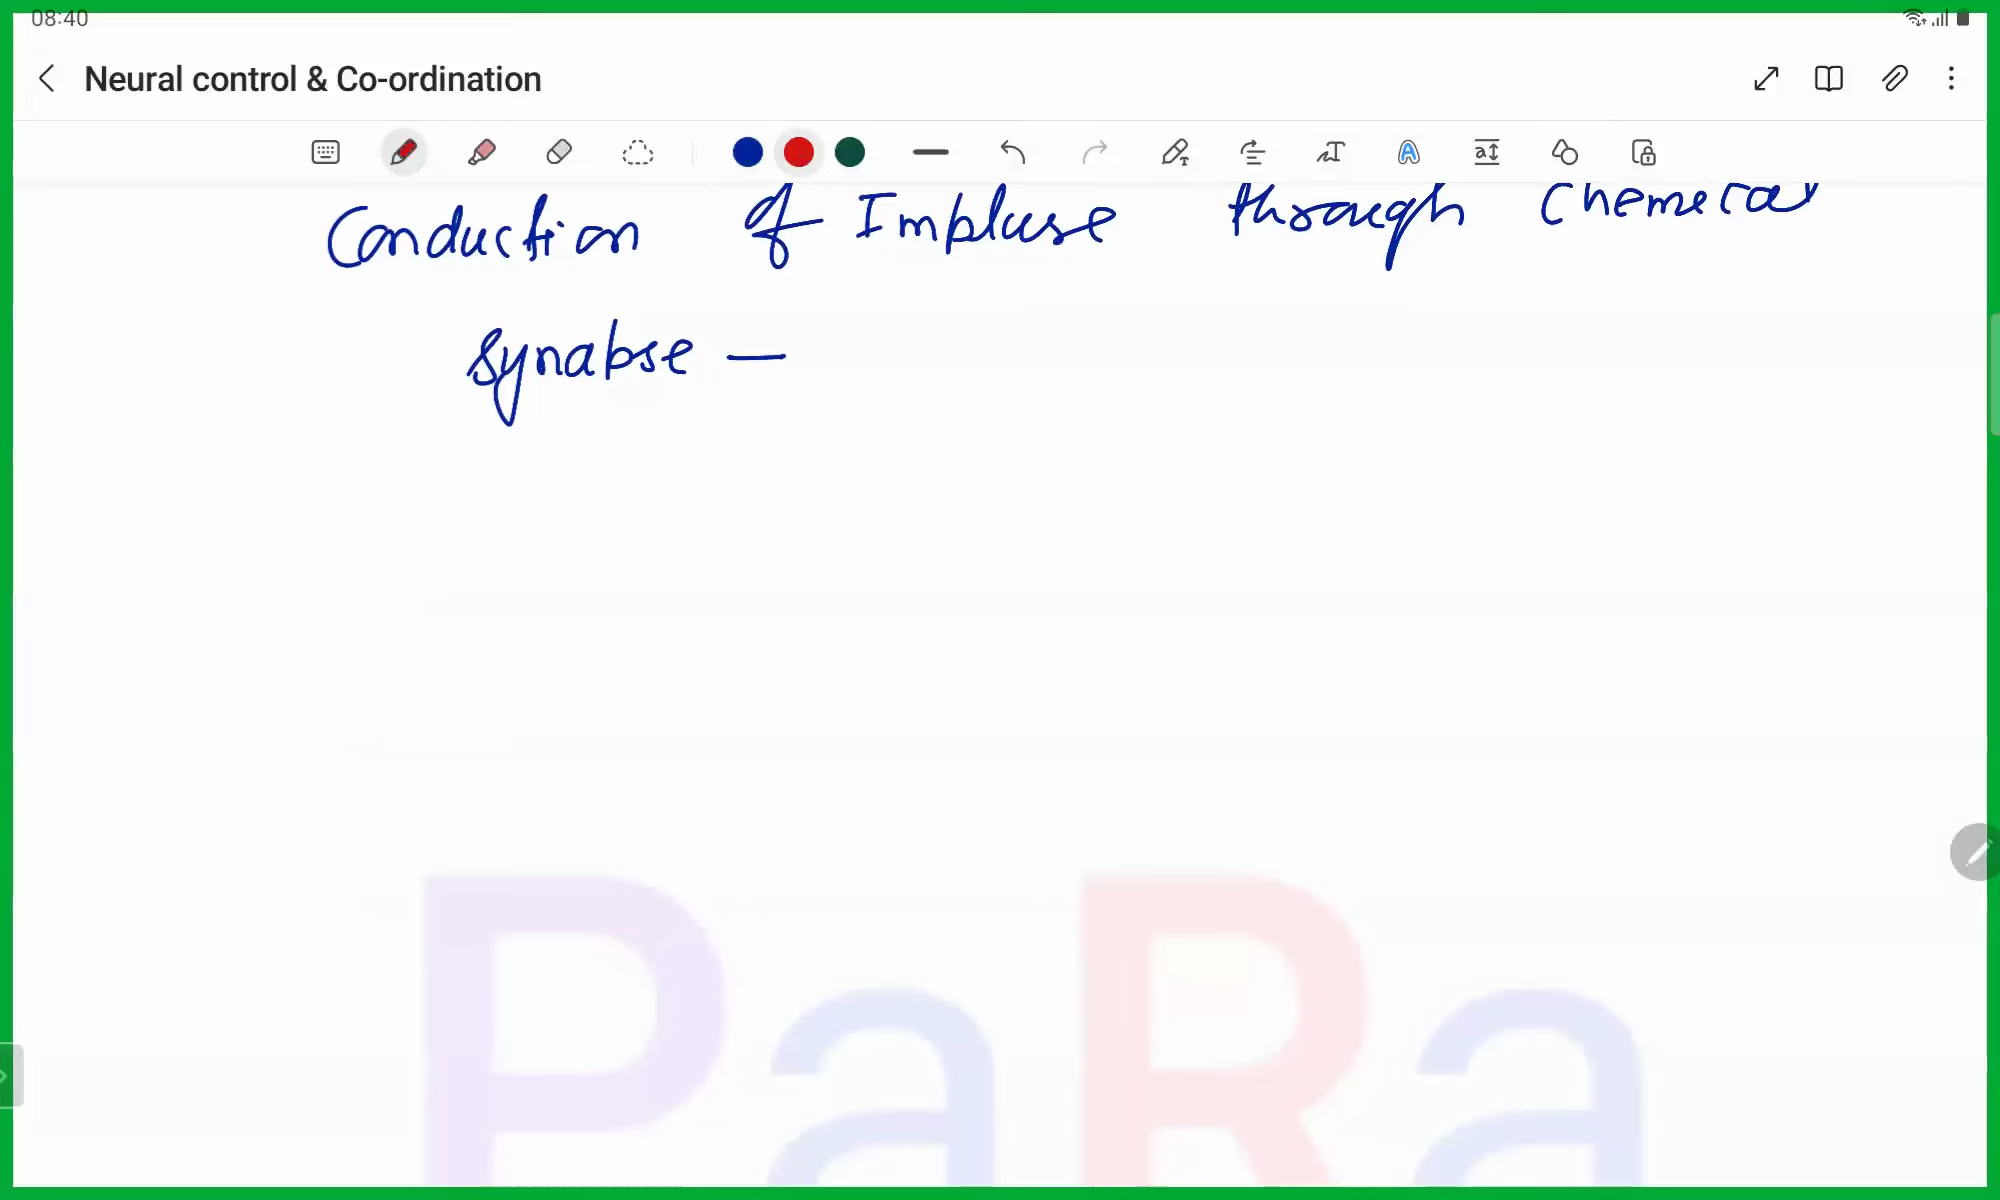 08:40
Neural control & Co-ordination
Conduction of Impluse through Chemical
Synapse —
PaRa